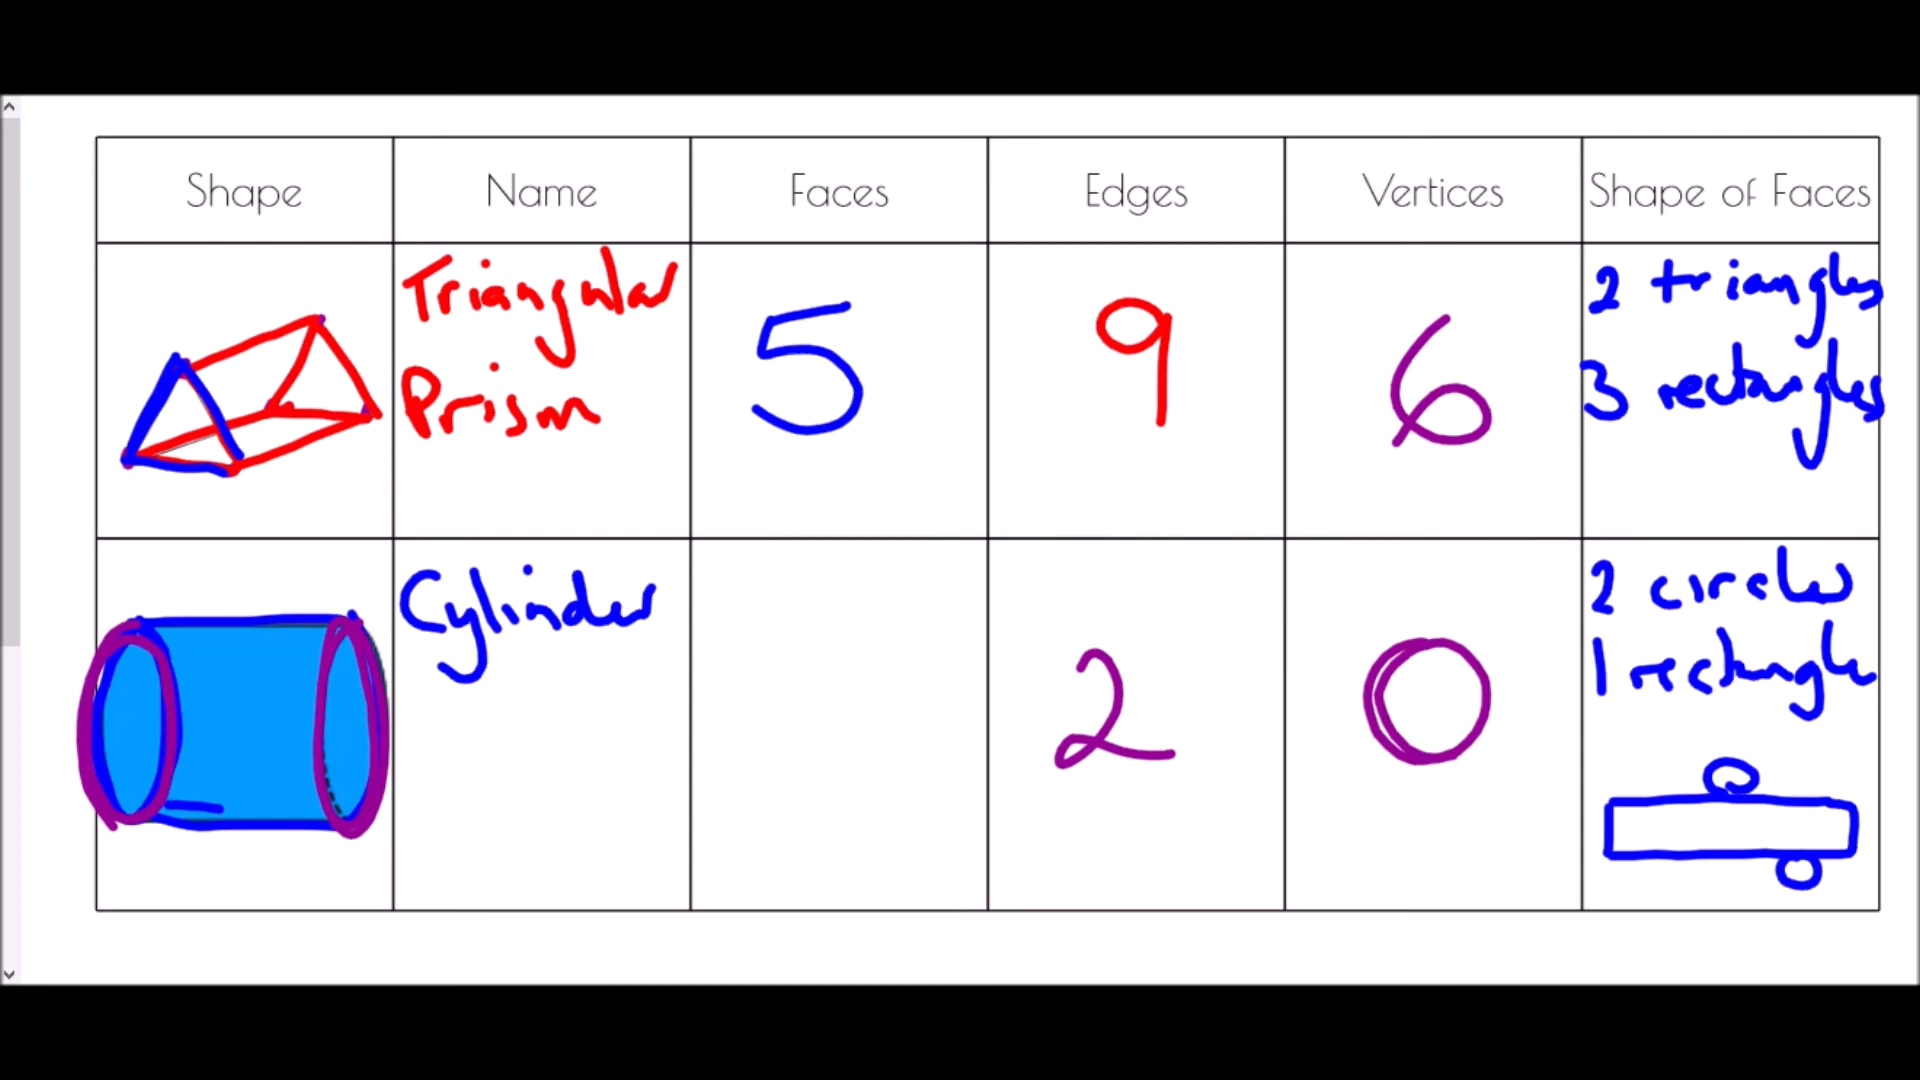 Shape Name Faces Edges Vertices Shape of Faces
Triangular
Prism
5
9
6
2 triangles
3 rectangles
Cylinder
2
0
2 circles
1 rectangle